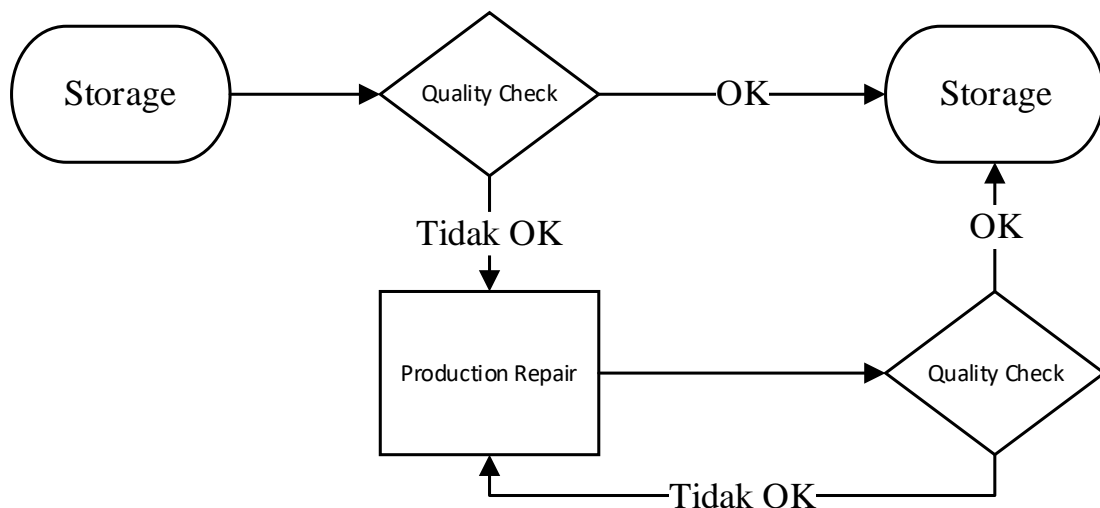 Storage
Quality Check
OK
Storage
Tidak OK
OK
Production Repair
Quality Check
Tidak OK